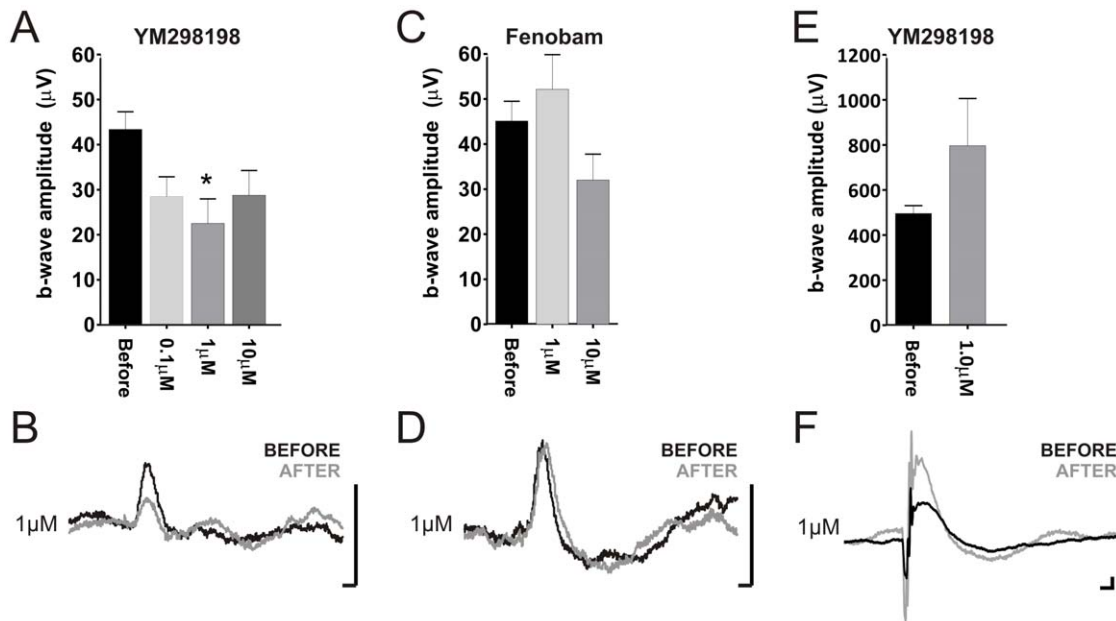 A
YM298198
b-wave amplitude (µV)
60
50
40
30
20
10
0
*
Before
0.1µM
1µM
10µM
C
Fenobam
b-wave amplitude (µV)
60
50
40
30
20
10
0
Before
1µM
10µM
E
YM298198
b-wave amplitude (µV)
1200
1000
800
600
400
200
0
Before
1.0µM
B
BEFORE
AFTER
1µM
D
BEFORE
AFTER
1µM
F
BEFORE
AFTER
1µM